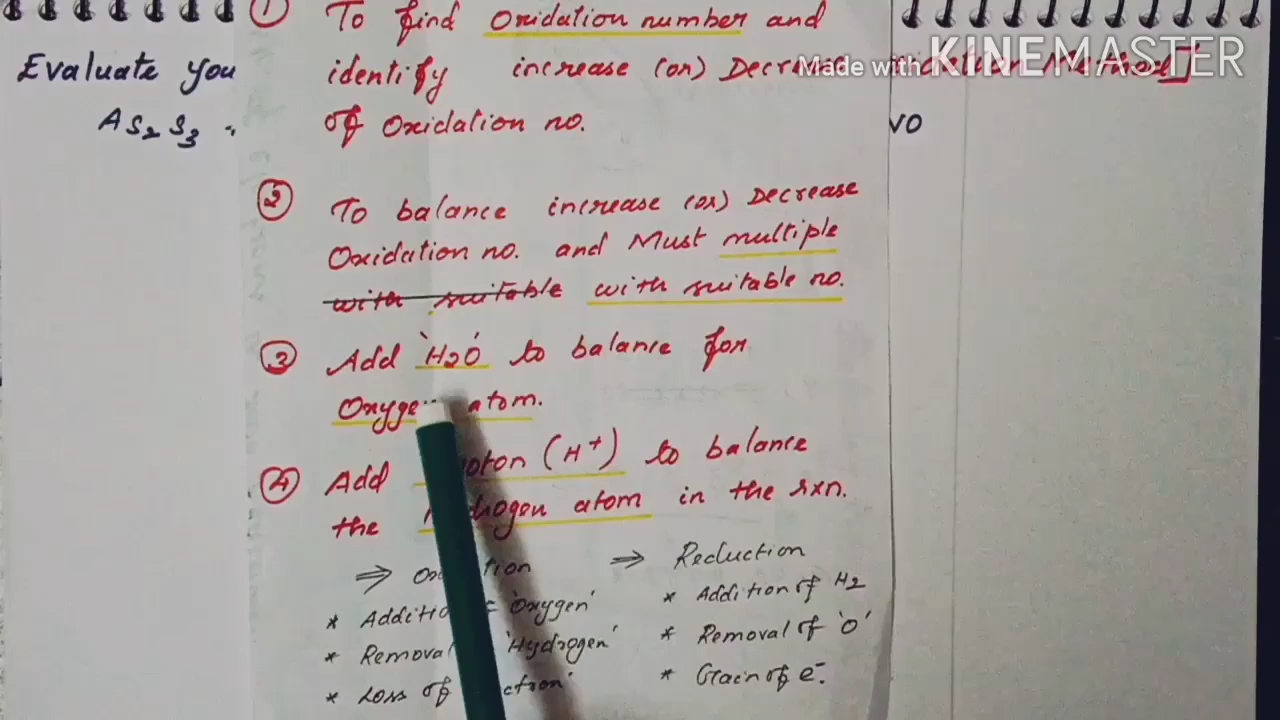 ① To find Oxidation number and
Evaluate you
identify increase (or) Decrease
Made with KINEMASTER
Method]
As₂S₃
of Oxidation no.
VO
② To balance increase (or) Decrease
Oxidation no. and Must multiple
with suitable with suitable no.
③ Add 'H2O' to balance for
atom.
④ Add (H⁺) to balance
the atom in the rxn.
⇒ ⇒ Reduction
* 'Oxygen' * Addition of H2
* Removal 'Hydrogen' * Removal of 'O'
* Loss of * Gain of e⁻.